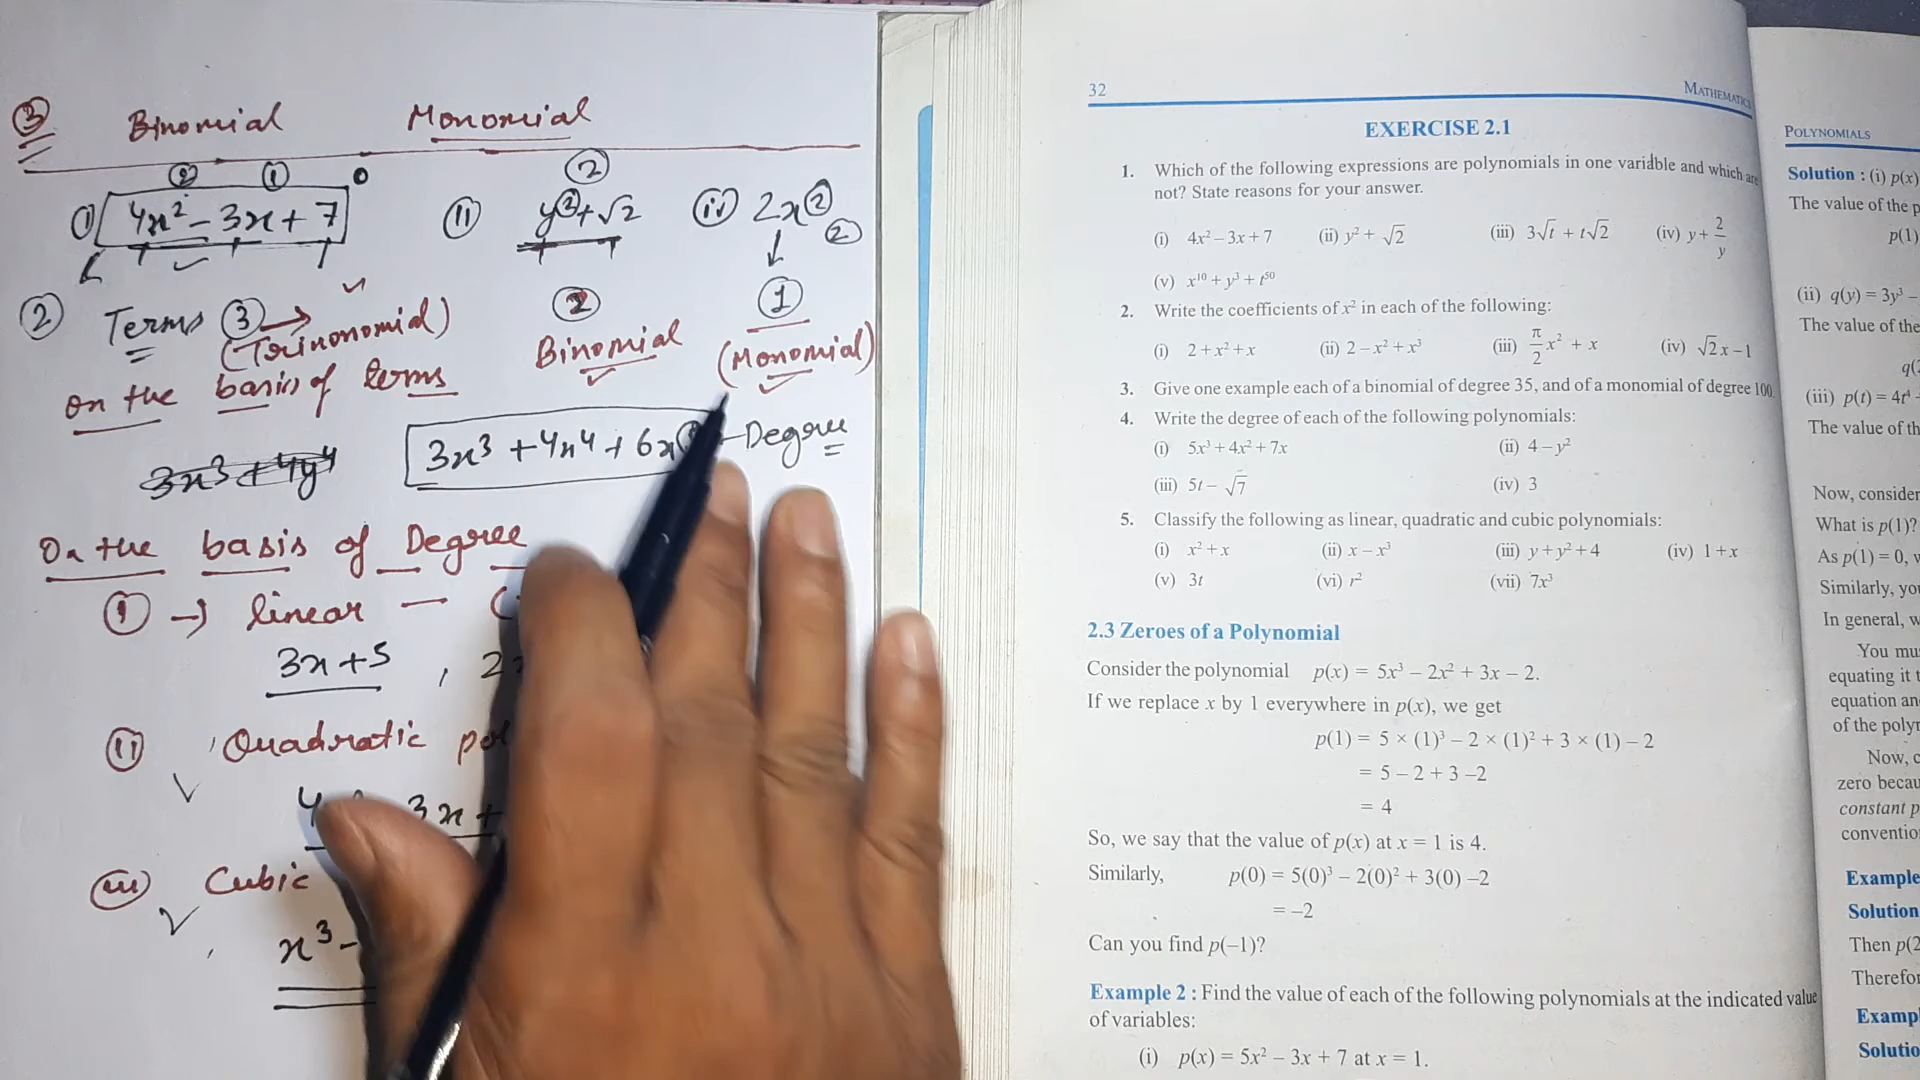 ③ Binomial Monomial
② ① ②
① 4x² - 3x + 7 ⑪ y² + √2 ⑭ 2x² ②
② Terms ③ → ② ①
(Trinonomial) Binomial (Monomial)
on the basis of terms
3x³ + 4y⁴ 3x³ + 4x⁴ + 6x Degree
On the basis of Degree
① → linear — (
3x + 5 , 2
⑪ Quadratic
3x +
⑪⑪ Cubic
x³ -
32 MATHEMATICS
EXERCISE 2.1
1. Which of the following expressions are polynomials in one variable and which are
not? State reasons for your answer.
(i) 4x² – 3x + 7 (ii) y² + √2 (iii) 3√t + t√2 (iv) y + 2/y
(v) x¹⁰ + y³ + t⁵⁰
2. Write the coefficients of x² in each of the following:
(i) 2 + x² + x (ii) 2 – x² + x³ (iii) π/2 x² + x (iv) √2x – 1
3. Give one example each of a binomial of degree 35, and of a monomial of degree 100
4. Write the degree of each of the following polynomials:
(i) 5x³ + 4x² + 7x (ii) 4 – y²
(iii) 5t – √7 (iv) 3
5. Classify the following as linear, quadratic and cubic polynomials:
(i) x² + x (ii) x – x³ (iii) y + y² + 4 (iv) 1 + x
(v) 3t (vi) r² (vii) 7x³
2.3 Zeroes of a Polynomial
Consider the polynomial p(x) = 5x³ – 2x² + 3x – 2.
If we replace x by 1 everywhere in p(x), we get
p(1) = 5 × (1)³ – 2 × (1)² + 3 × (1) – 2
= 5 – 2 + 3 –2
= 4
So, we say that the value of p(x) at x = 1 is 4.
Similarly, p(0) = 5(0)³ – 2(0)² + 3(0) –2
= –2
Can you find p(–1)?
Example 2 : Find the value of each of the following polynomials at the indicated value
of variables:
(i) p(x) = 5x² – 3x + 7 at x = 1.
POLYNOMIALS
Solution : (i) p(x)
The value of the p
p(1)
(ii) q(y) = 3y³ –
The value of the
q(
(iii) p(t) = 4t⁴
The value of th
Now, consider
What is p(1)?
As p(1) = 0, w
Similarly, you
In general, w
You mu
equating it t
equation an
of the polyn
Now, c
zero becau
constant p
conventio
Example
Solution
Then p(2
Therefor
Examp
Solutio